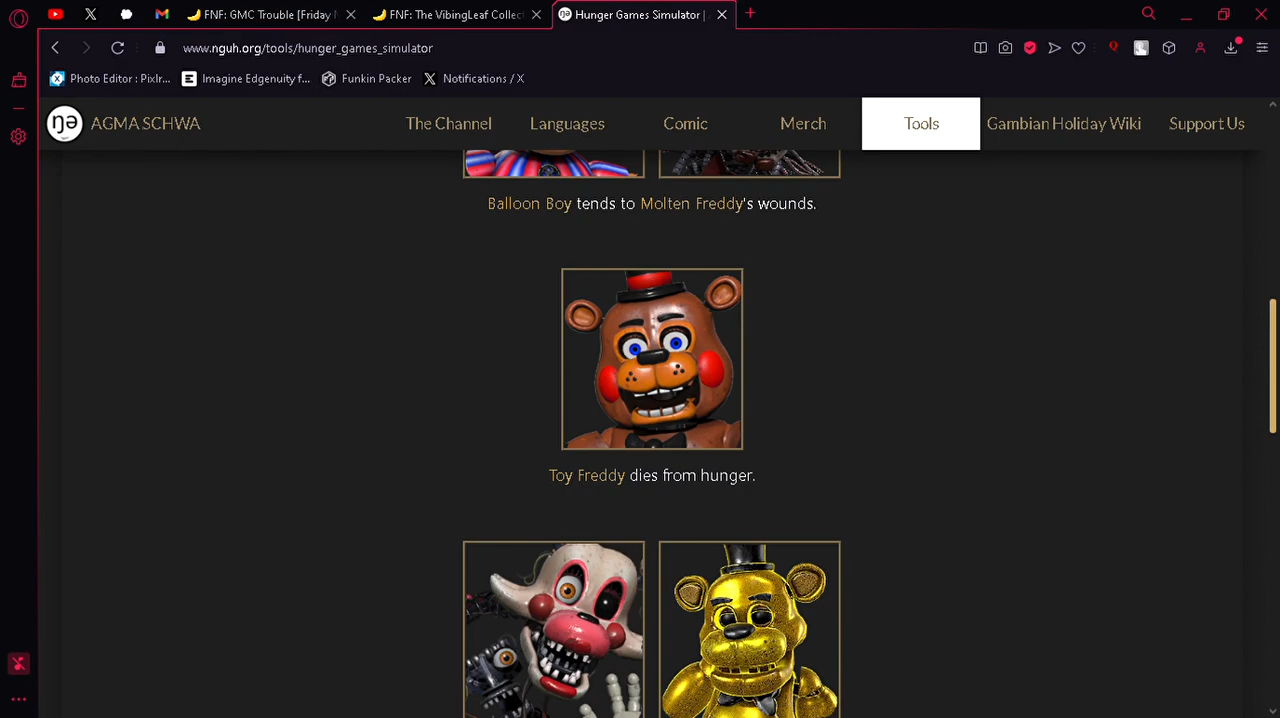 FNF: GMC Trouble [Friday N
FNF: The VibingLeaf Collect
Hunger Games Simulator |
www.nguh.org/tools/hunger_games_simulator
Photo Editor : Pixlr...
Imagine Edgenuity f...
Funkin Packer
Notifications / X
ŋə
AGMA SCHWA
The Channel
Languages
Comic
Merch
Tools
Gambian Holiday Wiki
Support Us
Balloon Boy tends to Molten Freddy's wounds.
Toy Freddy dies from hunger.